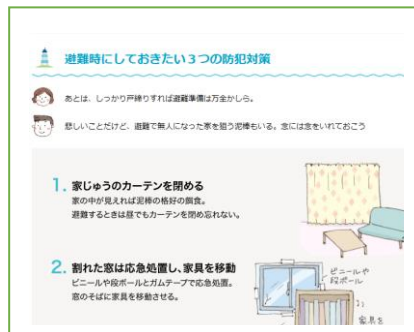 避難時にしておきたい3つの防犯対策
あとは、しっかり戸締りすれば避難準備は万全かしら。
悲しいことだけど、避難で無人になった家を狙う泥棒もいる。念には念をいれておこう
1. 家じゅうのカーテンを閉める
家の中が見えれば泥棒の格好の餌食。
避難するときは昼でもカーテンを閉め忘れない。
2. 割れた窓は応急処置し、家具を移動
ビニールや段ボールとガムテープで応急処置。
窓のそばに家具を移動させる。
ビニールや
段ボール
家具を